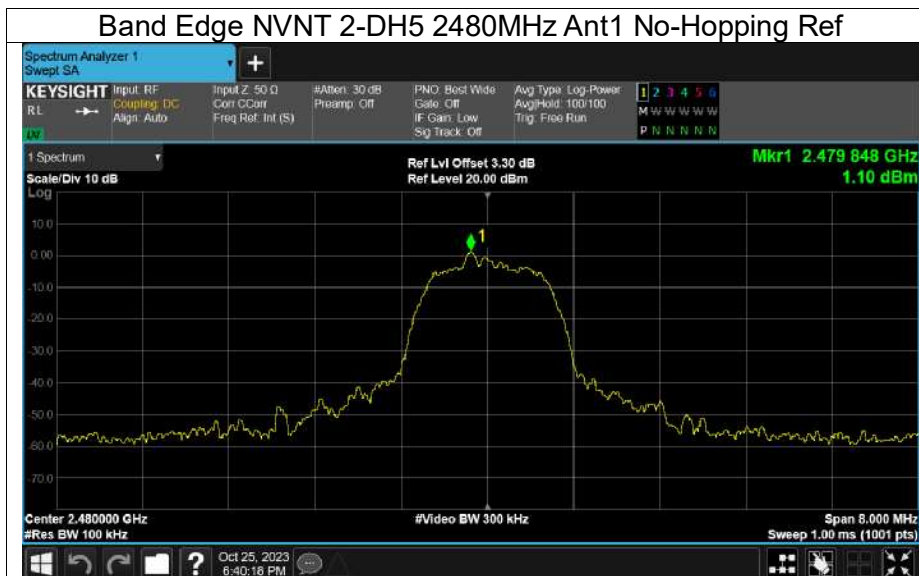 Band Edge NVNT 2-DH5 2480MHz Ant1 No-Hopping Ref
Spectrum Analyzer 1
Swept SA
+
KEYSIGHT Input: RF Input Z: 50 Ω #Atten: 30 dB PNO: Best Wide Avg Type: Log-Power 1 2 3 4 5 6
RL Coupling: DC Corr CCorr Preamp: Off Gate: Off Avg|Hold: 100/100 M W W W W W
Align: Auto Freq Ref: Int (S) IF Gain: Low Trig: Free Run
Sig Track: Off P N N N N N
1 Spectrum Ref Lvl Offset 3.30 dB Mkr1 2.479 848 GHz
Scale/Div 10 dB Ref Level 20.00 dBm 1.10 dBm
Log
10.0
1
0.00
-10.0
-20.0
-30.0
-40.0
-50.0
-60.0
-70.0
Center 2.480000 GHz #Video BW 300 kHz Span 8.000 MHz
#Res BW 100 kHz Sweep 1.00 ms (1001 pts)
? Oct 25, 2023
6:40:18 PM